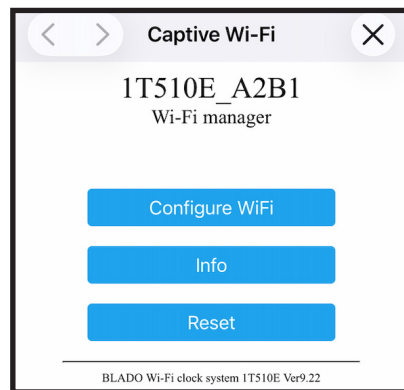 Captive Wi-Fi
1T510E_A2B1
Wi-Fi manager
Configure WiFi
Info
Reset
BLADO Wi-Fi clock system 1T510E Ver9.22